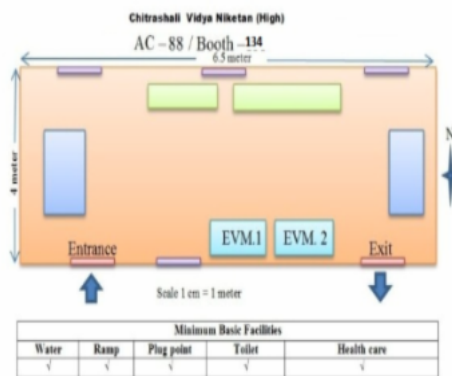 Chitrashali Vidya Niketan (High)
AC – 88 / Booth –134
6.5 meter
4 meter
N
EVM.1 EVM. 2
Entrance Exit
Scale 1 cm = 1 meter
Minimum Basic Facilities
Water Ramp Plog point Toilet Health care
√ √ √ √ √